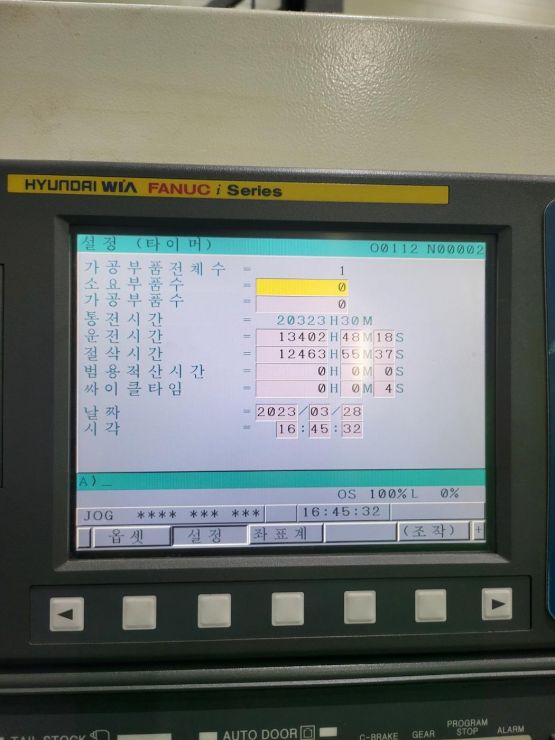 HYUNDAI WIA FANUC i Series
설정 (타이머) O0112 N00002
가공부품전체수 = 1
소요부품수 = 0
가공부품수 = 0
통전시간 = 20323H30M
운전시간 = 13402H48M18S
절삭시간 = 12463H55M37S
범용적산시간 = 0H 0M 0S
싸이클타임 = 0H 0M 4S
날짜 = 2023/03/28
시각 = 16:45:32
A)_
OS 100% L 0%
JOG **** *** *** 16:45:32
옵셋 설정 좌표계 (조작) +
TAIL STOCK AUTO DOOR C-BRAKE GEAR PROGRAM STOP ALARM